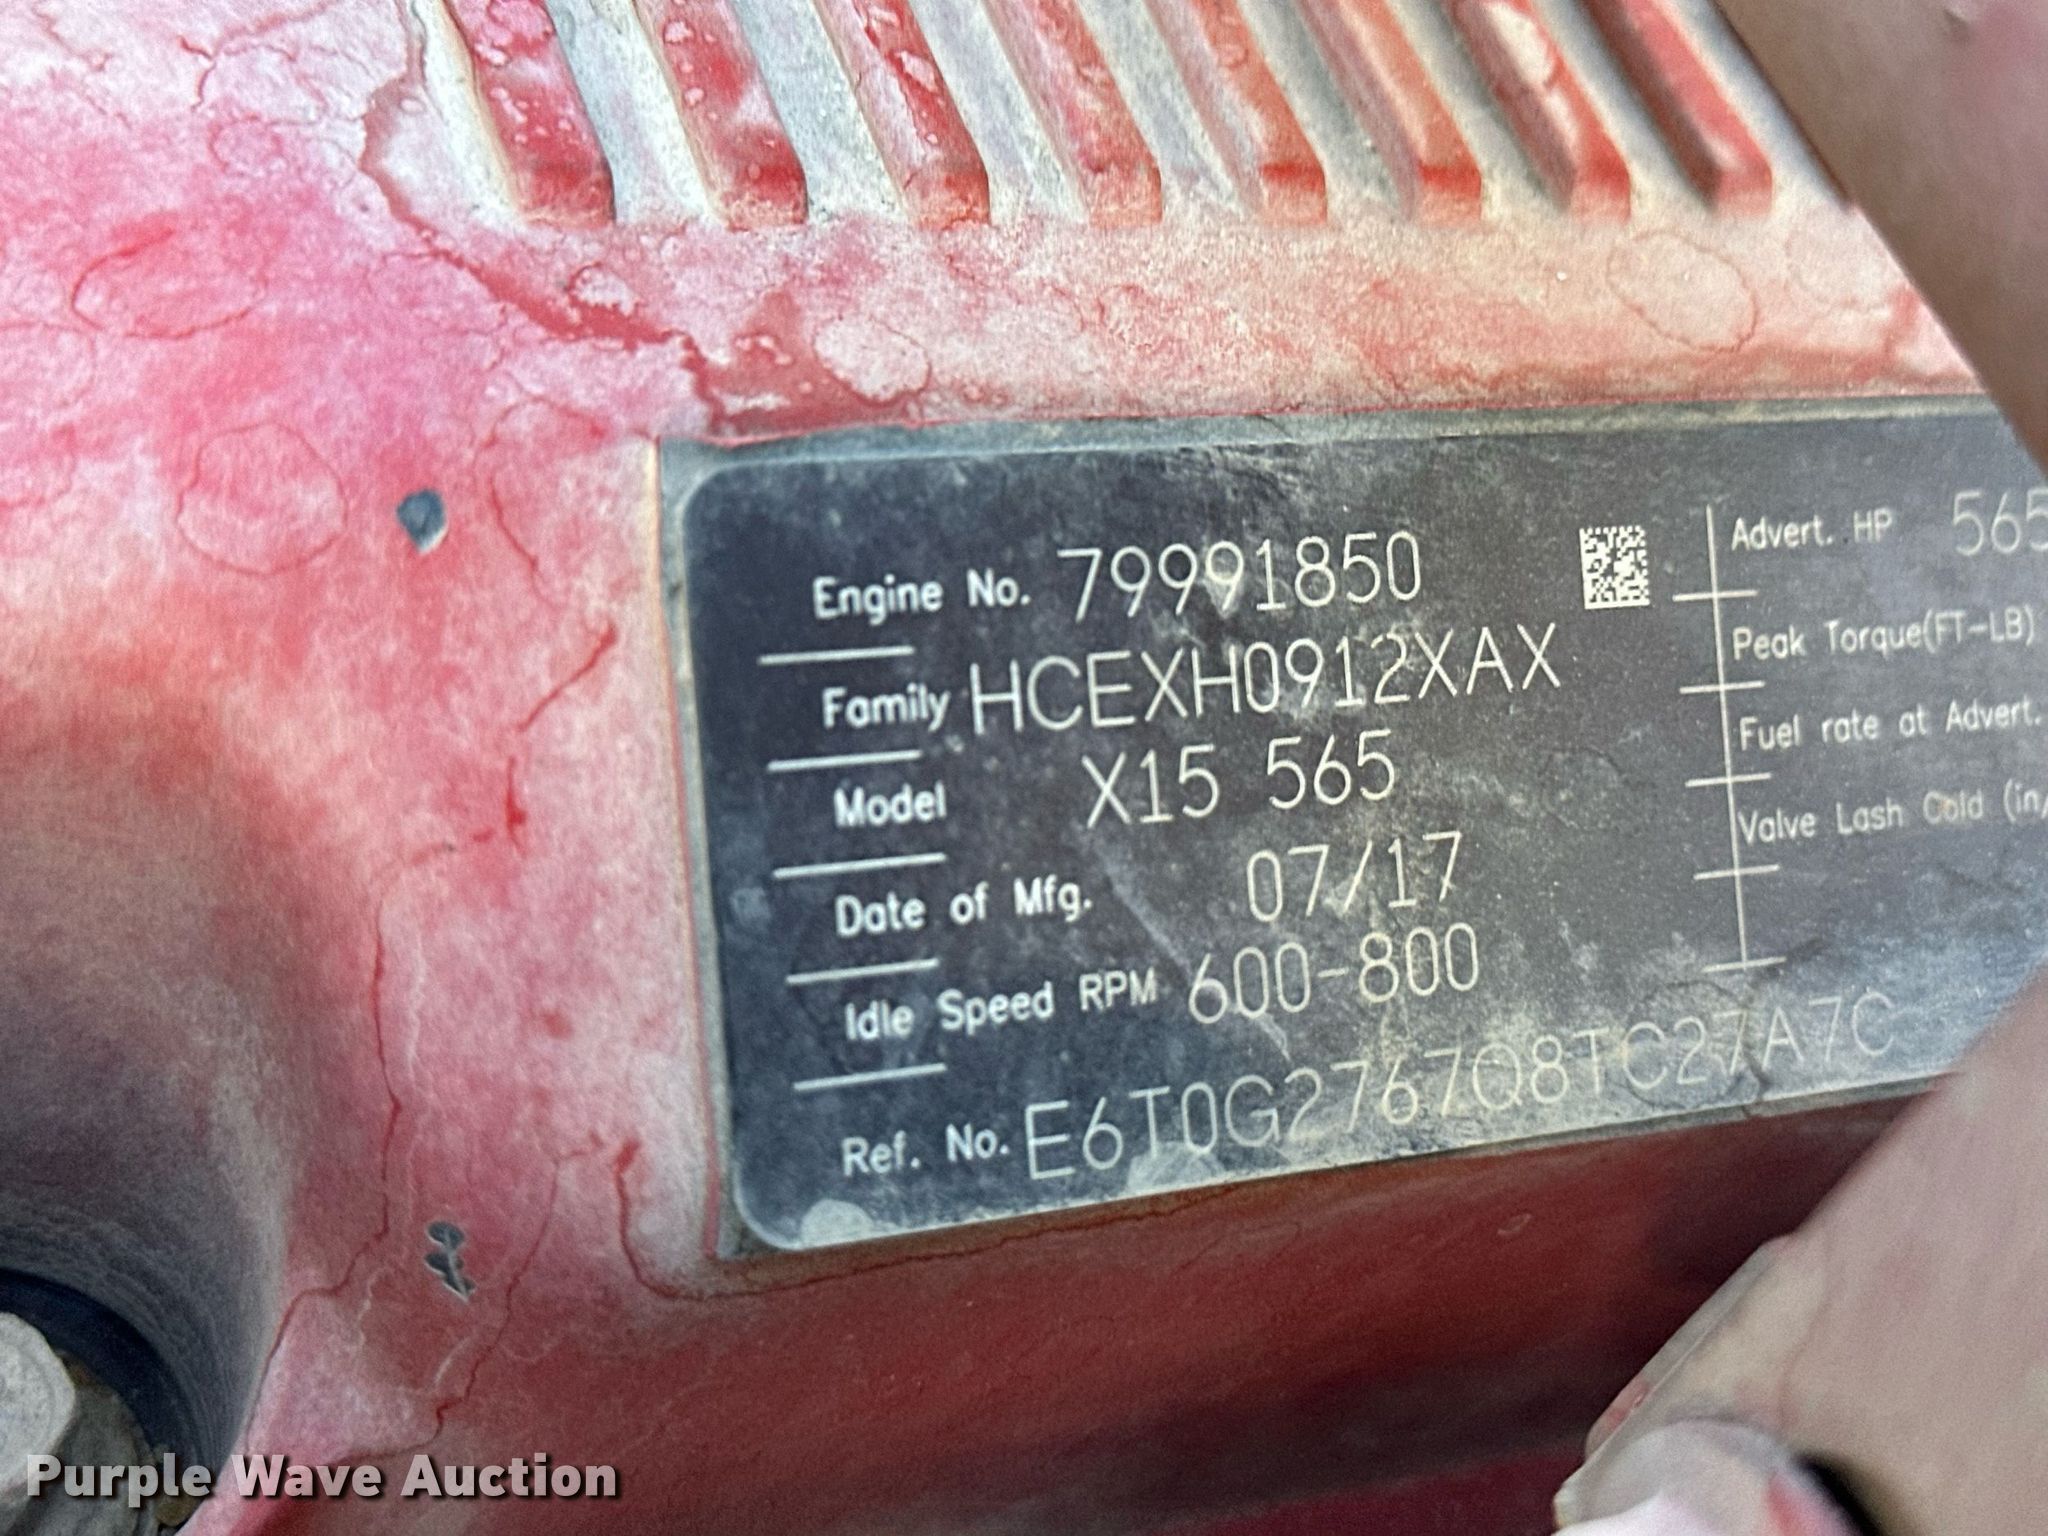 Engine No. 79991850
Family HCEXH0912XAX
Model X15 565
Date of Mfg. 07/17
Idle Speed RPM 600-800
Ref. No. E6T0G2767Q8TC27A7C
Advert. HP 565
Peak Torque(FT-LB)
Fuel rate at Advert.
Valve Lash Cold (in/
Purple Wave Auction